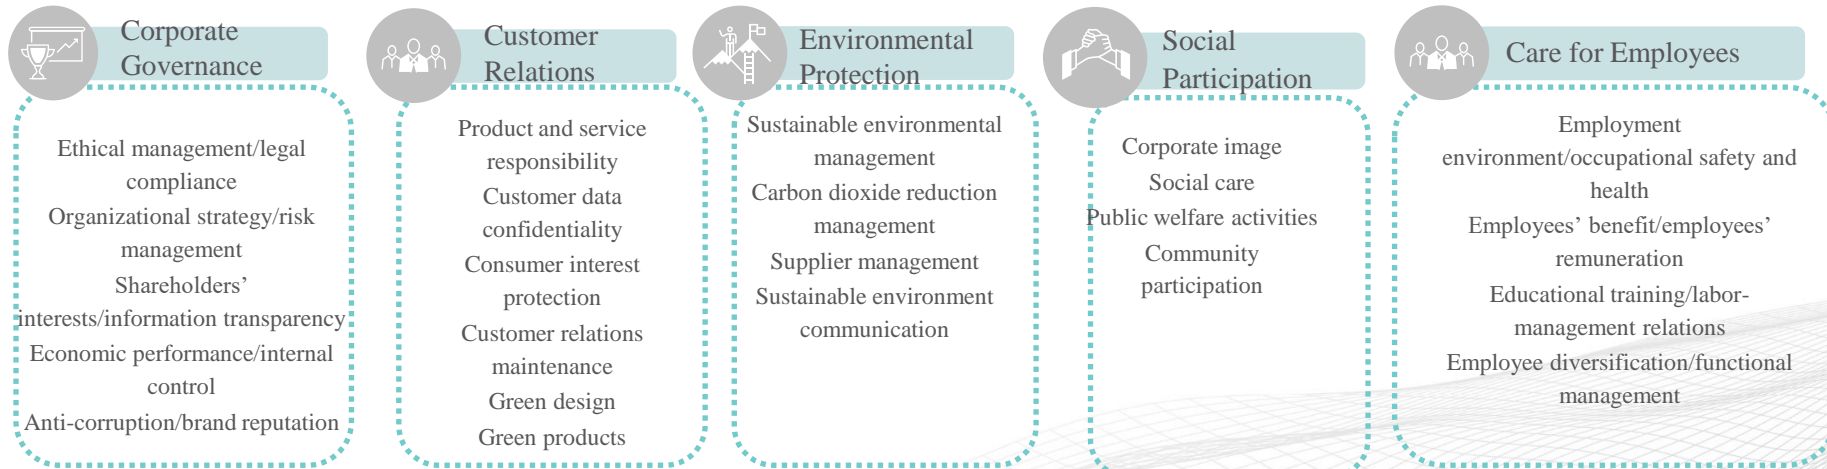 Corporate
Governance
Ethical management/legal
compliance
Organizational strategy/risk
management
Shareholders’
interests/information transparency
Economic performance/internal
control
Anti-corruption/brand reputation
Customer
Relations
Product and service
responsibility
Customer data
confidentiality
Consumer interest
protection
Customer relations
maintenance
Green design
Green products
Environmental
Protection
Sustainable environmental
management
Carbon dioxide reduction
management
Supplier management
Sustainable environment
communication
Social
Participation
Corporate image
Social care
Public welfare activities
Community
participation
Care for Employees
Employment
environment/occupational safety and
health
Employees’ benefit/employees’
remuneration
Educational training/labor-
management relations
Employee diversification/functional
management